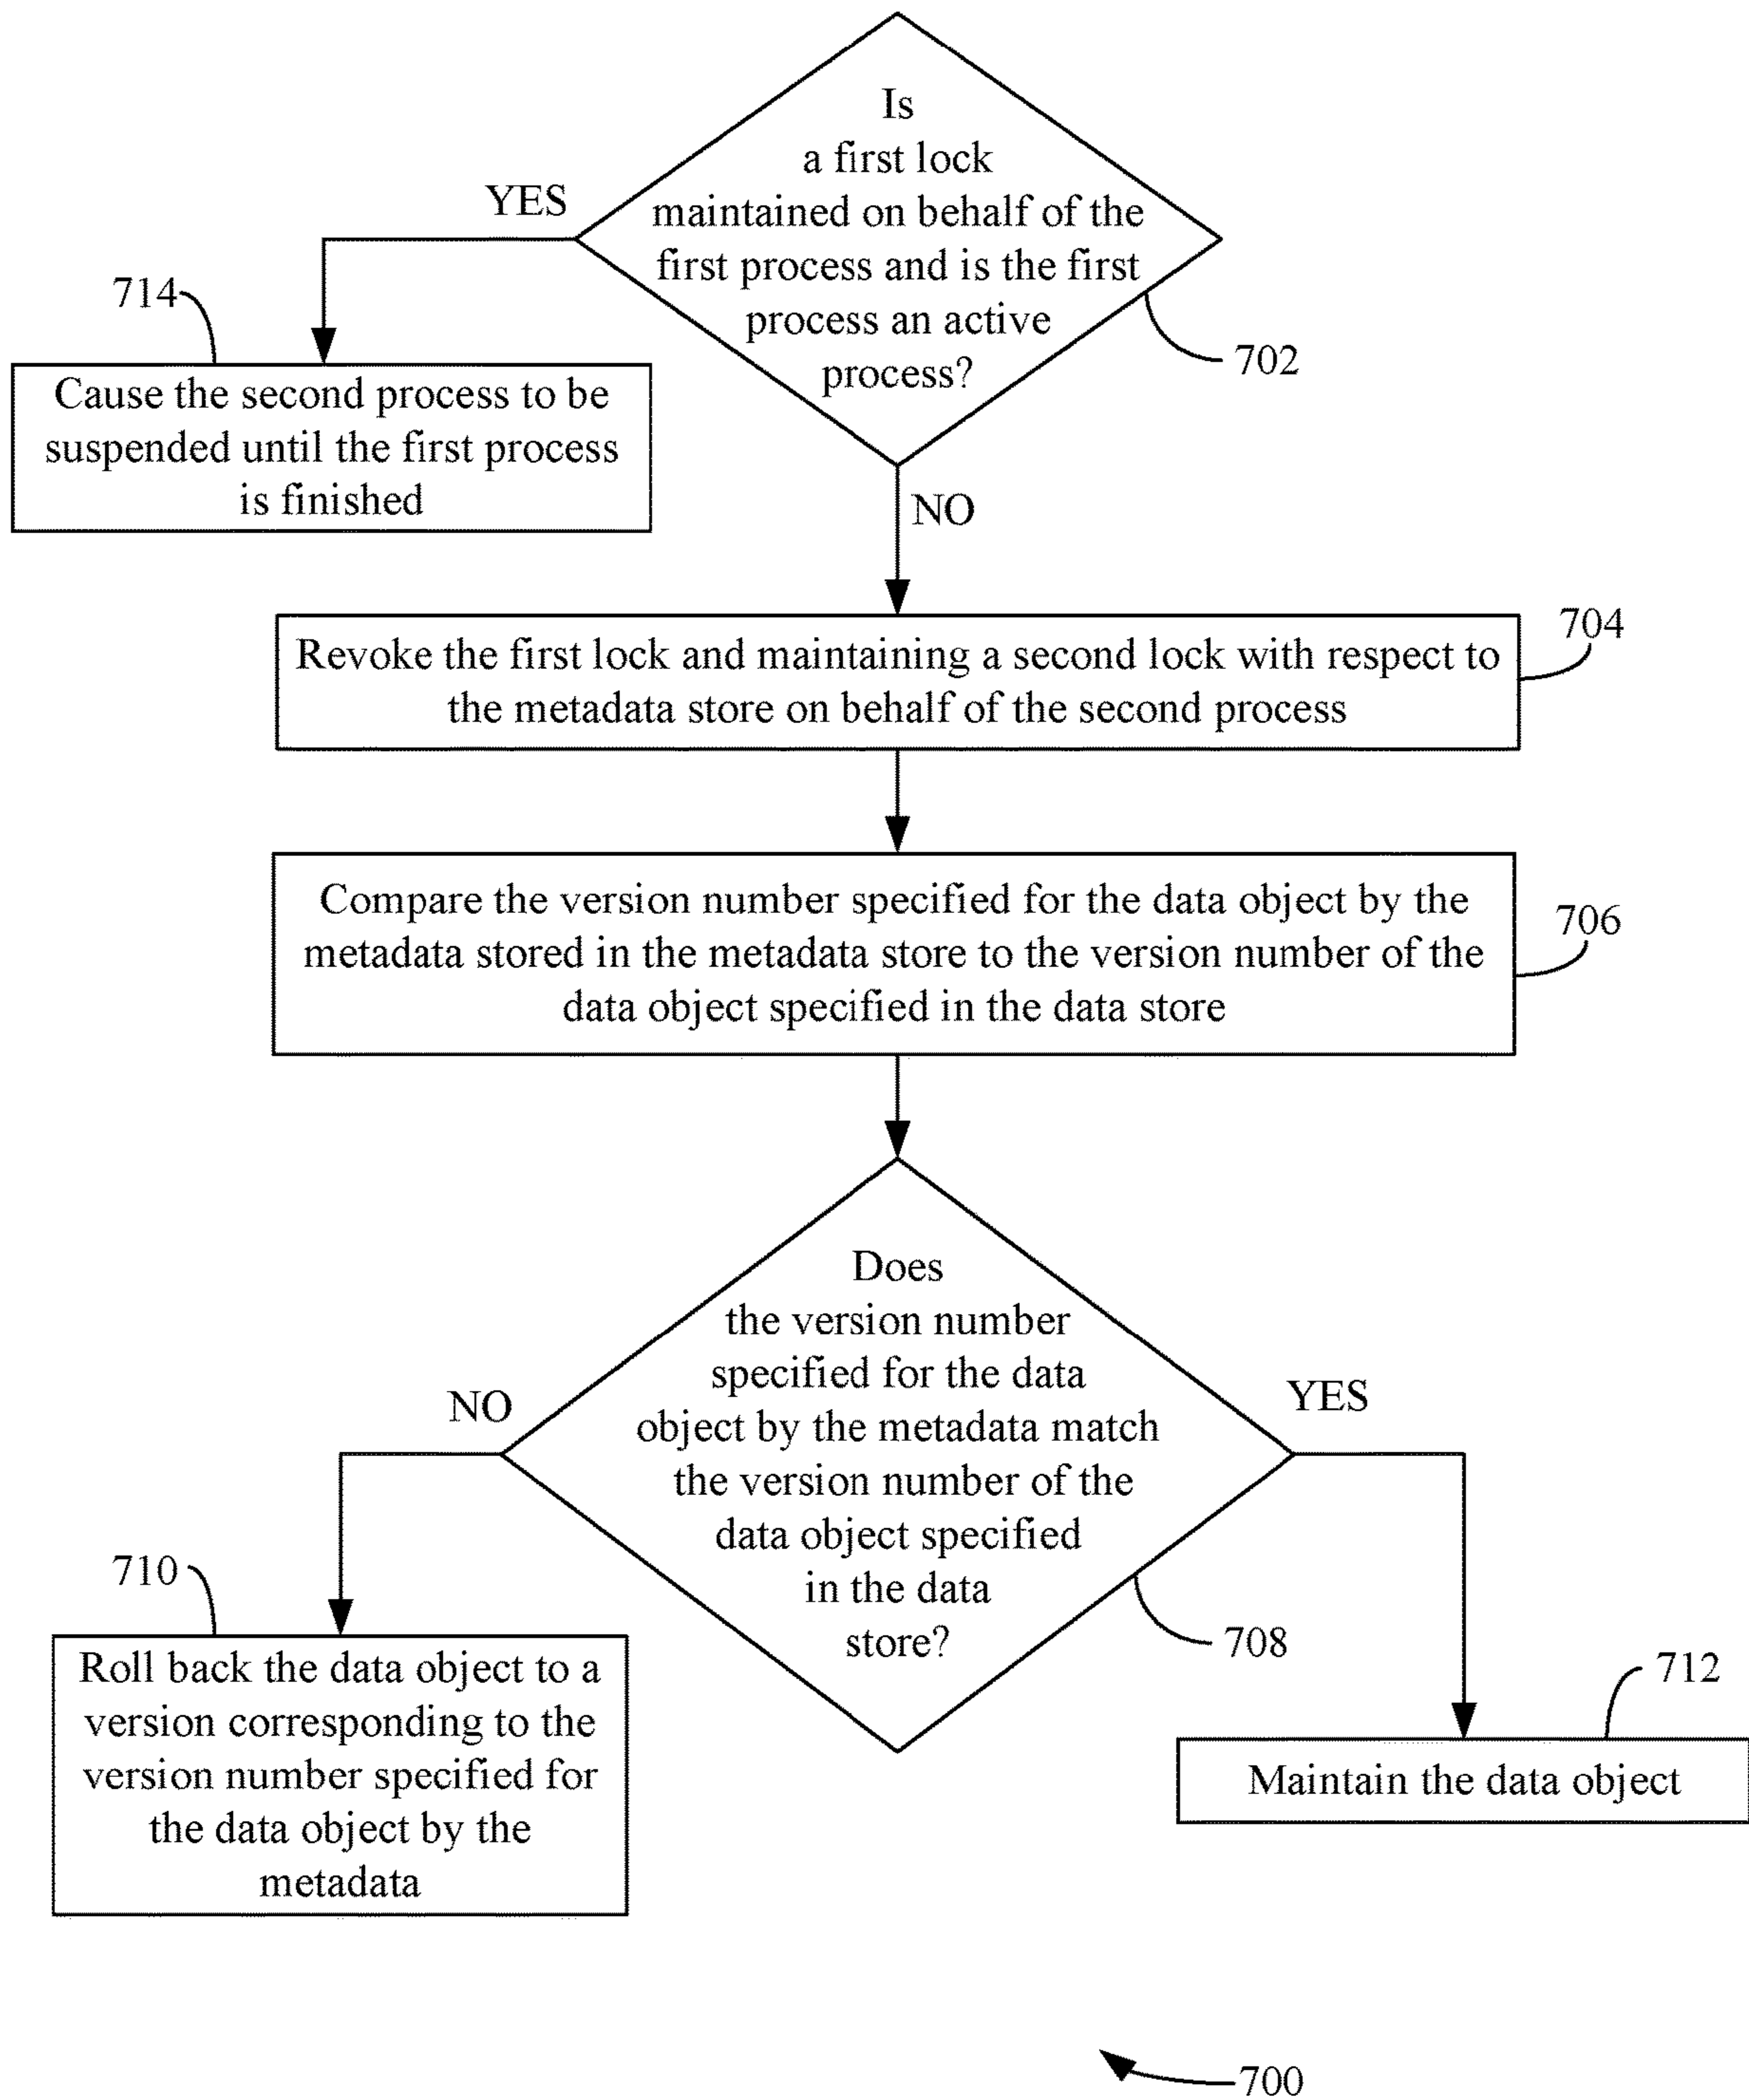 Is
a first lock
maintained on behalf of the
first process and is the first
process an active
process?
YES
702
714
Cause the second process to be
suspended until the first process
is finished
NO
704
Revoke the first lock and maintaining a second lock with respect to
the metadata store on behalf of the second process
706
Compare the version number specified for the data object by the
metadata stored in the metadata store to the version number of the
data object specified in the data store
Does
the version number
specified for the data
object by the metadata match
the version number of the
data object specified
in the data
store?
NO
YES
708
710
Roll back the data object to a
version corresponding to the
version number specified for
the data object by the
metadata
712
Maintain the data object
700